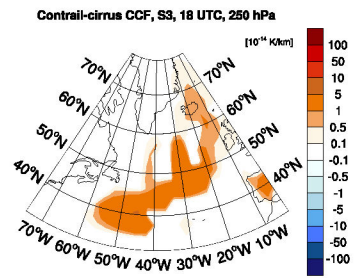 Contrail-cirrus CCF, S3, 18 UTC, 250 hPa
[10⁻¹⁴ K/km]
70°N 70°N
60°N 60°N
50°N 50°N
40°N 40°N
70°W 60°W 50°W 40°W 30°W 20°W 10°W
100
50
10
5
1
0.5
0.1
-0.1
-0.5
-1
-5
-10
-50
-100